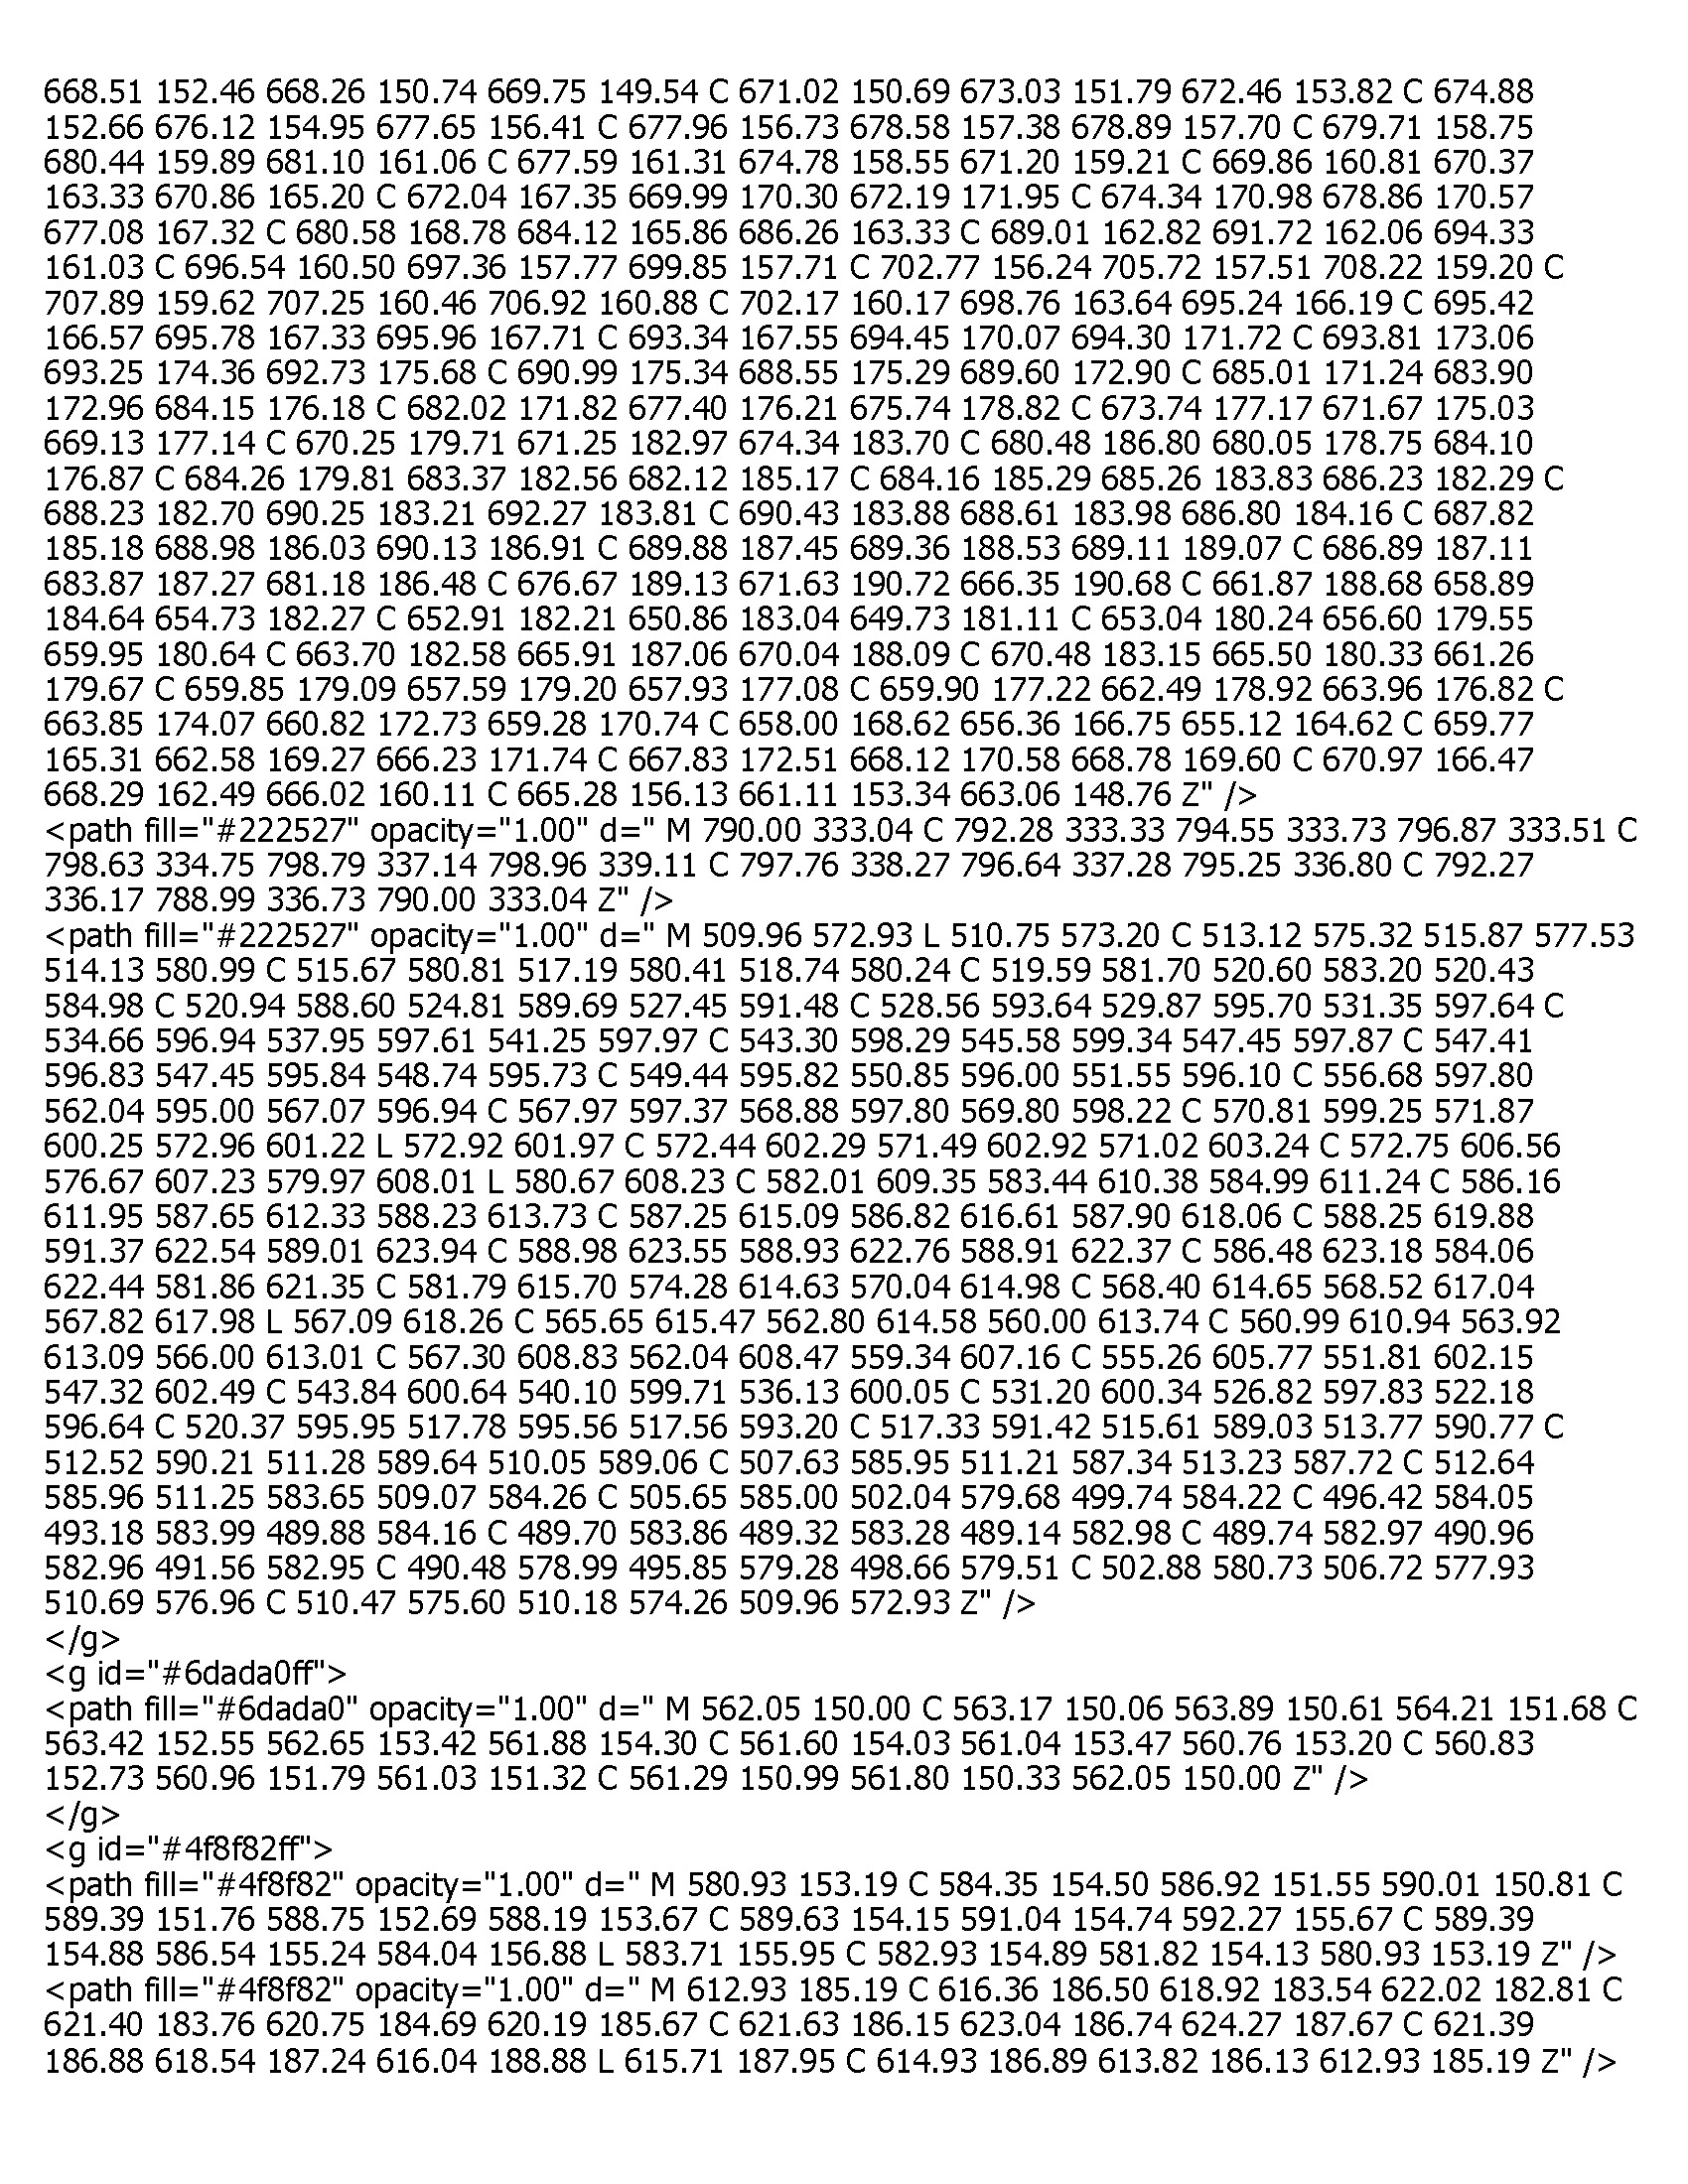 668.51 152.46 668.26 150.74 669.75 149.54 C 671.02 150.69 673.03 151.79 672.46 153.82 C 674.88
152.66 676.12 154.95 677.65 156.41 C 677.96 156.73 678.58 157.38 678.89 157.70 C 679.71 158.75
680.44 159.89 681.10 161.06 C 677.59 161.31 674.78 158.55 671.20 159.21 C 669.86 160.81 670.37
163.33 670.86 165.20 C 672.04 167.35 669.99 170.30 672.19 171.95 C 674.34 170.98 678.86 170.57
677.08 167.32 C 680.58 168.78 684.12 165.86 686.26 163.33 C 689.01 162.82 691.72 162.06 694.33
161.03 C 696.54 160.50 697.36 157.77 699.85 157.71 C 702.77 156.24 705.72 157.51 708.22 159.20 C
707.89 159.62 707.25 160.46 706.92 160.88 C 702.17 160.17 698.76 163.64 695.24 166.19 C 695.42
166.57 695.78 167.33 695.96 167.71 C 693.34 167.55 694.45 170.07 694.30 171.72 C 693.81 173.06
693.25 174.36 692.73 175.68 C 690.99 175.34 688.55 175.29 689.60 172.90 C 685.01 171.24 683.90
172.96 684.15 176.18 C 682.02 171.82 677.40 176.21 675.74 178.82 C 673.74 177.17 671.67 175.03
669.13 177.14 C 670.25 179.71 671.25 182.97 674.34 183.70 C 680.48 186.80 680.05 178.75 684.10
176.87 C 684.26 179.81 683.37 182.56 682.12 185.17 C 684.16 185.29 685.26 183.83 686.23 182.29 C
688.23 182.70 690.25 183.21 692.27 183.81 C 690.43 183.88 688.61 183.98 686.80 184.16 C 687.82
185.18 688.98 186.03 690.13 186.91 C 689.88 187.45 689.36 188.53 689.11 189.07 C 686.89 187.11
683.87 187.27 681.18 186.48 C 676.67 189.13 671.63 190.72 666.35 190.68 C 661.87 188.68 658.89
184.64 654.73 182.27 C 652.91 182.21 650.86 183.04 649.73 181.11 C 653.04 180.24 656.60 179.55
659.95 180.64 C 663.70 182.58 665.91 187.06 670.04 188.09 C 670.48 183.15 665.50 180.33 661.26
179.67 C 659.85 179.09 657.59 179.20 657.93 177.08 C 659.90 177.22 662.49 178.92 663.96 176.82 C
663.85 174.07 660.82 172.73 659.28 170.74 C 658.00 168.62 656.36 166.75 655.12 164.62 C 659.77
165.31 662.58 169.27 666.23 171.74 C 667.83 172.51 668.12 170.58 668.78 169.60 C 670.97 166.47
668.29 162.49 666.02 160.11 C 665.28 156.13 661.11 153.34 663.06 148.76 Z" />
<path fill="#222527" opacity="1.00" d=" M 790.00 333.04 C 792.28 333.33 794.55 333.73 796.87 333.51 C
798.63 334.75 798.79 337.14 798.96 339.11 C 797.76 338.27 796.64 337.28 795.25 336.80 C 792.27
336.17 788.99 336.73 790.00 333.04 Z" />
<path fill="#222527" opacity="1.00" d=" M 509.96 572.93 L 510.75 573.20 C 513.12 575.32 515.87 577.53
514.13 580.99 C 515.67 580.81 517.19 580.41 518.74 580.24 C 519.59 581.70 520.60 583.20 520.43
584.98 C 520.94 588.60 524.81 589.69 527.45 591.48 C 528.56 593.64 529.87 595.70 531.35 597.64 C
534.66 596.94 537.95 597.61 541.25 597.97 C 543.30 598.29 545.58 599.34 547.45 597.87 C 547.41
596.83 547.45 595.84 548.74 595.73 C 549.44 595.82 550.85 596.00 551.55 596.10 C 556.68 597.80
562.04 595.00 567.07 596.94 C 567.97 597.37 568.88 597.80 569.80 598.22 C 570.81 599.25 571.87
600.25 572.96 601.22 L 572.92 601.97 C 572.44 602.29 571.49 602.92 571.02 603.24 C 572.75 606.56
576.67 607.23 579.97 608.01 L 580.67 608.23 C 582.01 609.35 583.44 610.38 584.99 611.24 C 586.16
611.95 587.65 612.33 588.23 613.73 C 587.25 615.09 586.82 616.61 587.90 618.06 C 588.25 619.88
591.37 622.54 589.01 623.94 C 588.98 623.55 588.93 622.76 588.91 622.37 C 586.48 623.18 584.06
622.44 581.86 621.35 C 581.79 615.70 574.28 614.63 570.04 614.98 C 568.40 614.65 568.52 617.04
567.82 617.98 L 567.09 618.26 C 565.65 615.47 562.80 614.58 560.00 613.74 C 560.99 610.94 563.92
613.09 566.00 613.01 C 567.30 608.83 562.04 608.47 559.34 607.16 C 555.26 605.77 551.81 602.15
547.32 602.49 C 543.84 600.64 540.10 599.71 536.13 600.05 C 531.20 600.34 526.82 597.83 522.18
596.64 C 520.37 595.95 517.78 595.56 517.56 593.20 C 517.33 591.42 515.61 589.03 513.77 590.77 C
512.52 590.21 511.28 589.64 510.05 589.06 C 507.63 585.95 511.21 587.34 513.23 587.72 C 512.64
585.96 511.25 583.65 509.07 584.26 C 505.65 585.00 502.04 579.68 499.74 584.22 C 496.42 584.05
493.18 583.99 489.88 584.16 C 489.70 583.86 489.32 583.28 489.14 582.98 C 489.74 582.97 490.96
582.96 491.56 582.95 C 490.48 578.99 495.85 579.28 498.66 579.51 C 502.88 580.73 506.72 577.93
510.69 576.96 C 510.47 575.60 510.18 574.26 509.96 572.93 Z" />
</g>
<g id="#6dada0ff">
<path fill="#6dada0" opacity="1.00" d=" M 562.05 150.00 C 563.17 150.06 563.89 150.61 564.21 151.68 C
563.42 152.55 562.65 153.42 561.88 154.30 C 561.60 154.03 561.04 153.47 560.76 153.20 C 560.83
152.73 560.96 151.79 561.03 151.32 C 561.29 150.99 561.80 150.33 562.05 150.00 Z" />
</g>
<g id="#4f8f82ff">
<path fill="#4f8f82" opacity="1.00" d=" M 580.93 153.19 C 584.35 154.50 586.92 151.55 590.01 150.81 C
589.39 151.76 588.75 152.69 588.19 153.67 C 589.63 154.15 591.04 154.74 592.27 155.67 C 589.39
154.88 586.54 155.24 584.04 156.88 L 583.71 155.95 C 582.93 154.89 581.82 154.13 580.93 153.19 Z" />
<path fill="#4f8f82" opacity="1.00" d=" M 612.93 185.19 C 616.36 186.50 618.92 183.54 622.02 182.81 C
621.40 183.76 620.75 184.69 620.19 185.67 C 621.63 186.15 623.04 186.74 624.27 187.67 C 621.39
186.88 618.54 187.24 616.04 188.88 L 615.71 187.95 C 614.93 186.89 613.82 186.13 612.93 185.19 Z" />